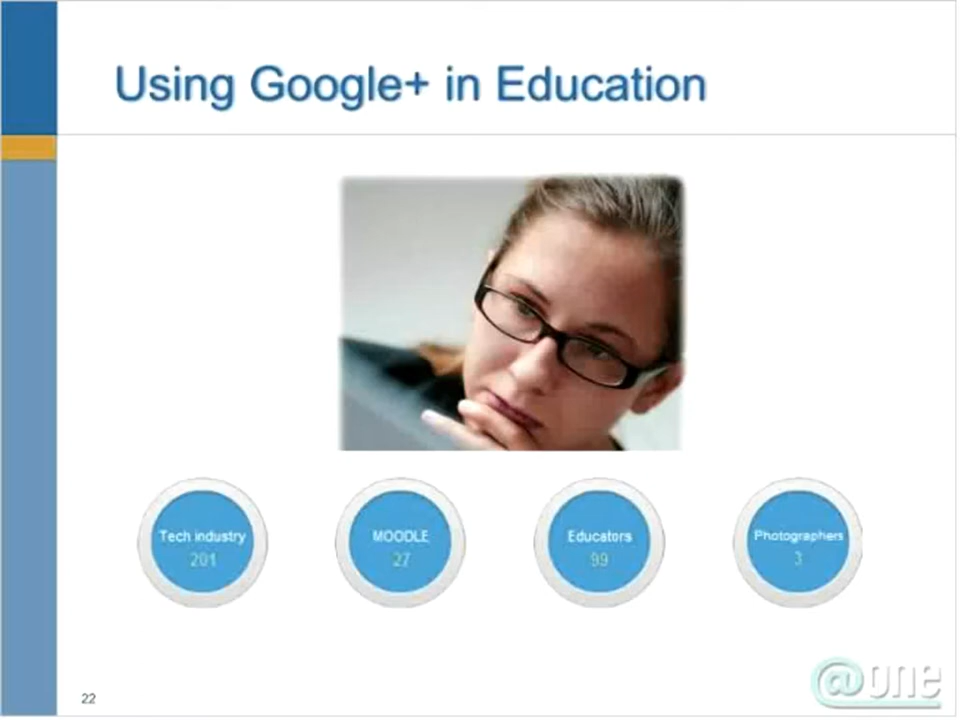 Using Google+ in Education
Tech industry
201
MOODLE
27
Educators
99
Photographers
3
22
@one